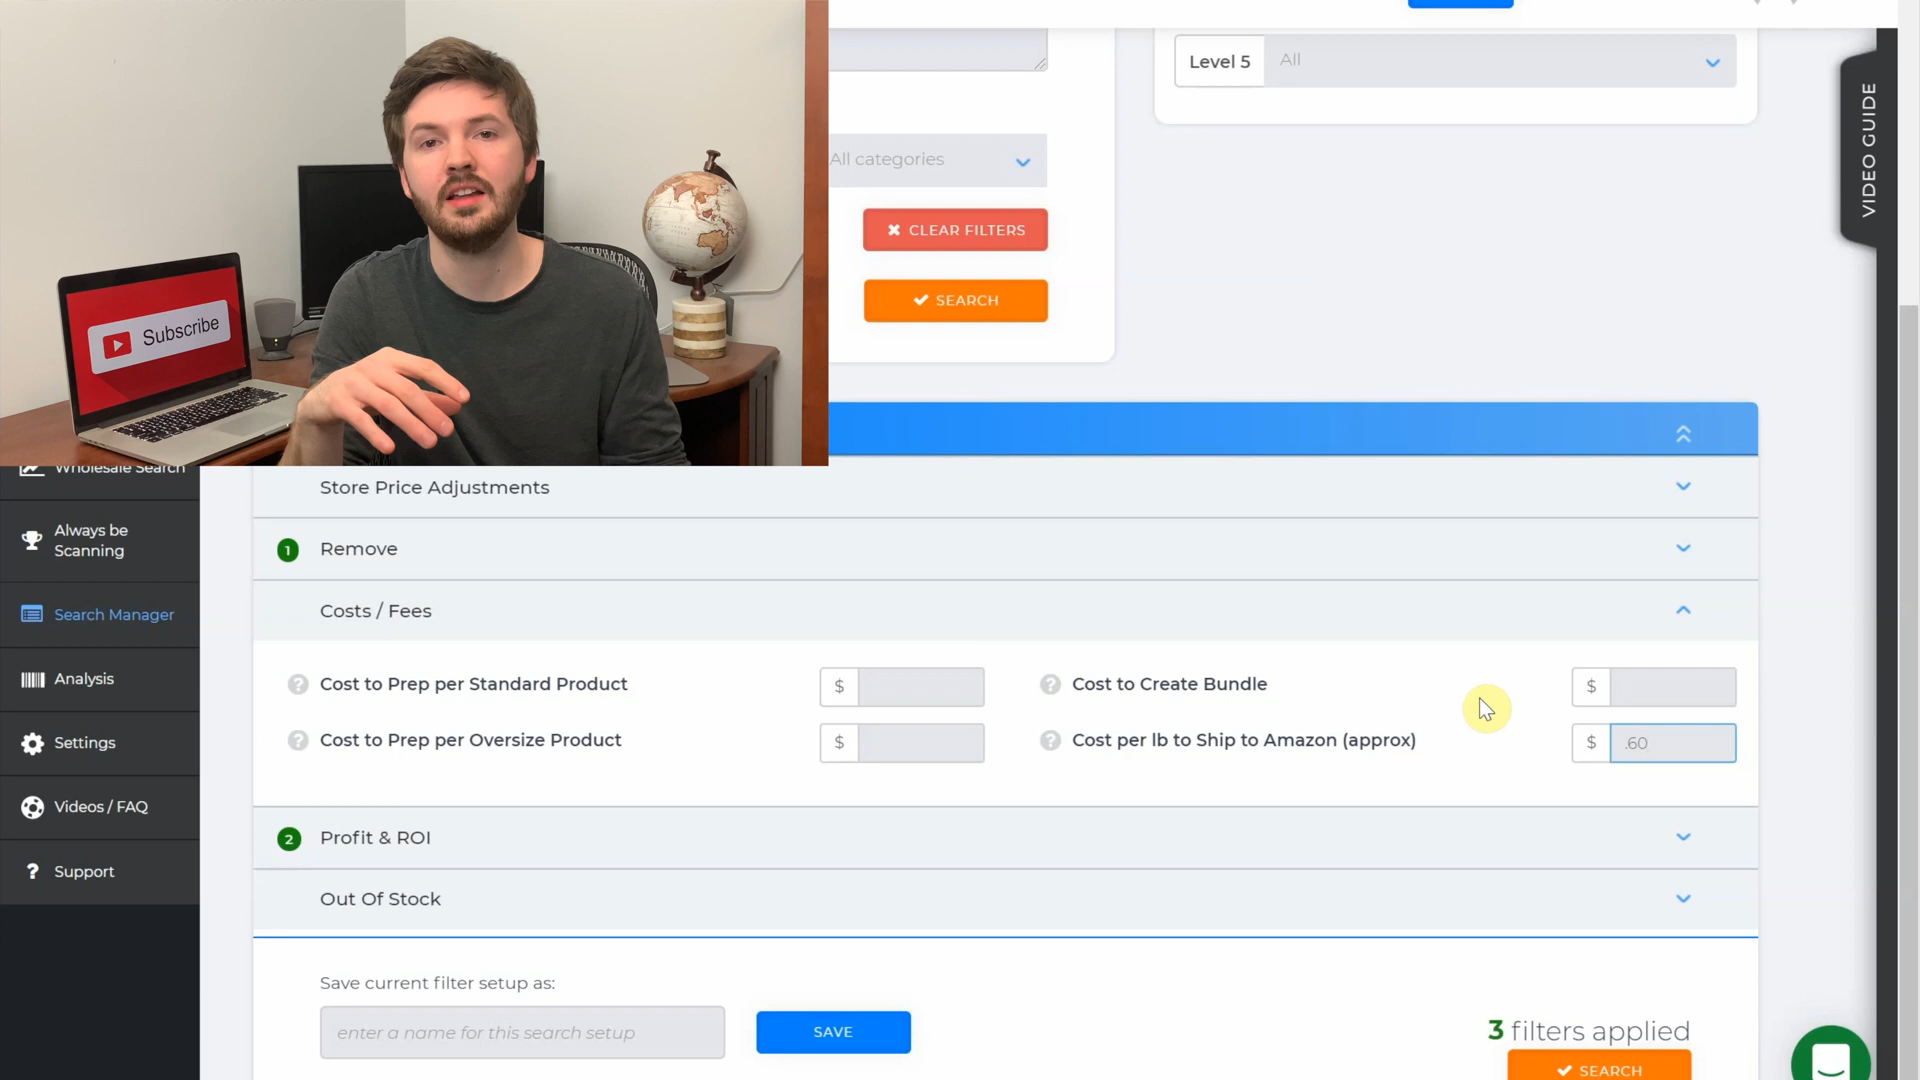 Level 5
All
All categories
CLEAR FILTERS
SEARCH
Subscribe
VIDEO GUIDE
Wholesale Search
Always be
Scanning
Search Manager
Analysis
Settings
Videos / FAQ
? Support
Store Price Adjustments
1 Remove
Costs / Fees
? Cost to Prep per Standard Product $
? Cost to Create Bundle $
? Cost to Prep per Oversize Product $
? Cost per lb to Ship to Amazon (approx) $ .60
2 Profit & ROI
Out Of Stock
Save current filter setup as:
enter a name for this search setup
SAVE
3 filters applied
SEARCH